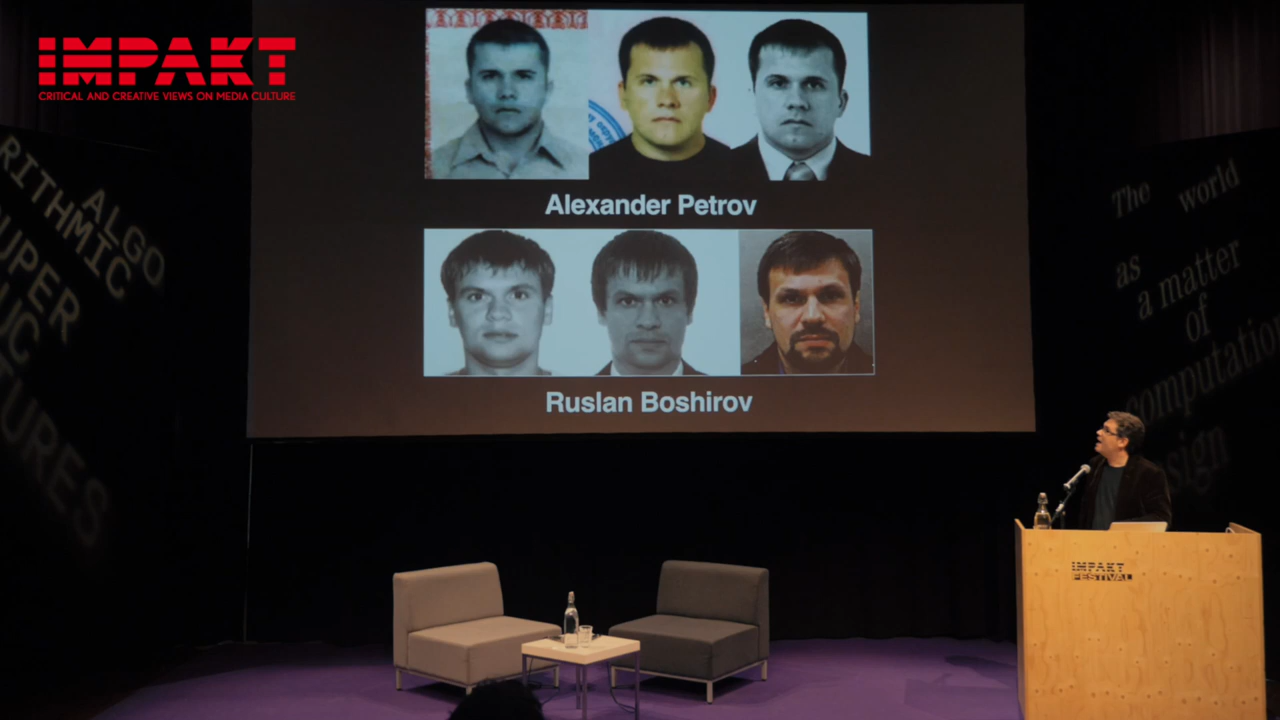 IMPAKT
CRITICAL AND CREATIVE VIEWS ON MEDIA CULTURE
Alexander Petrov
Ruslan Boshirov
ALGO
RITHMIC
SUPER
The world
as
a matter
of
computation
IMPAKT
FESTIVAL